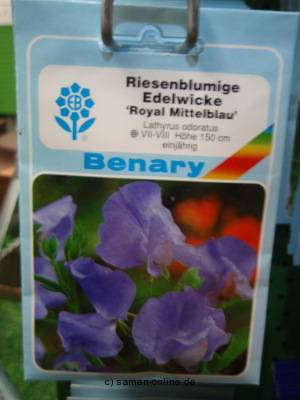 Riesenblumige
Edelwicke
'Royal Mittelblau'
Lathyrus odoratus
VII-VIII Höhe 150 cm
einjährig
Benary
c) samen-online.de